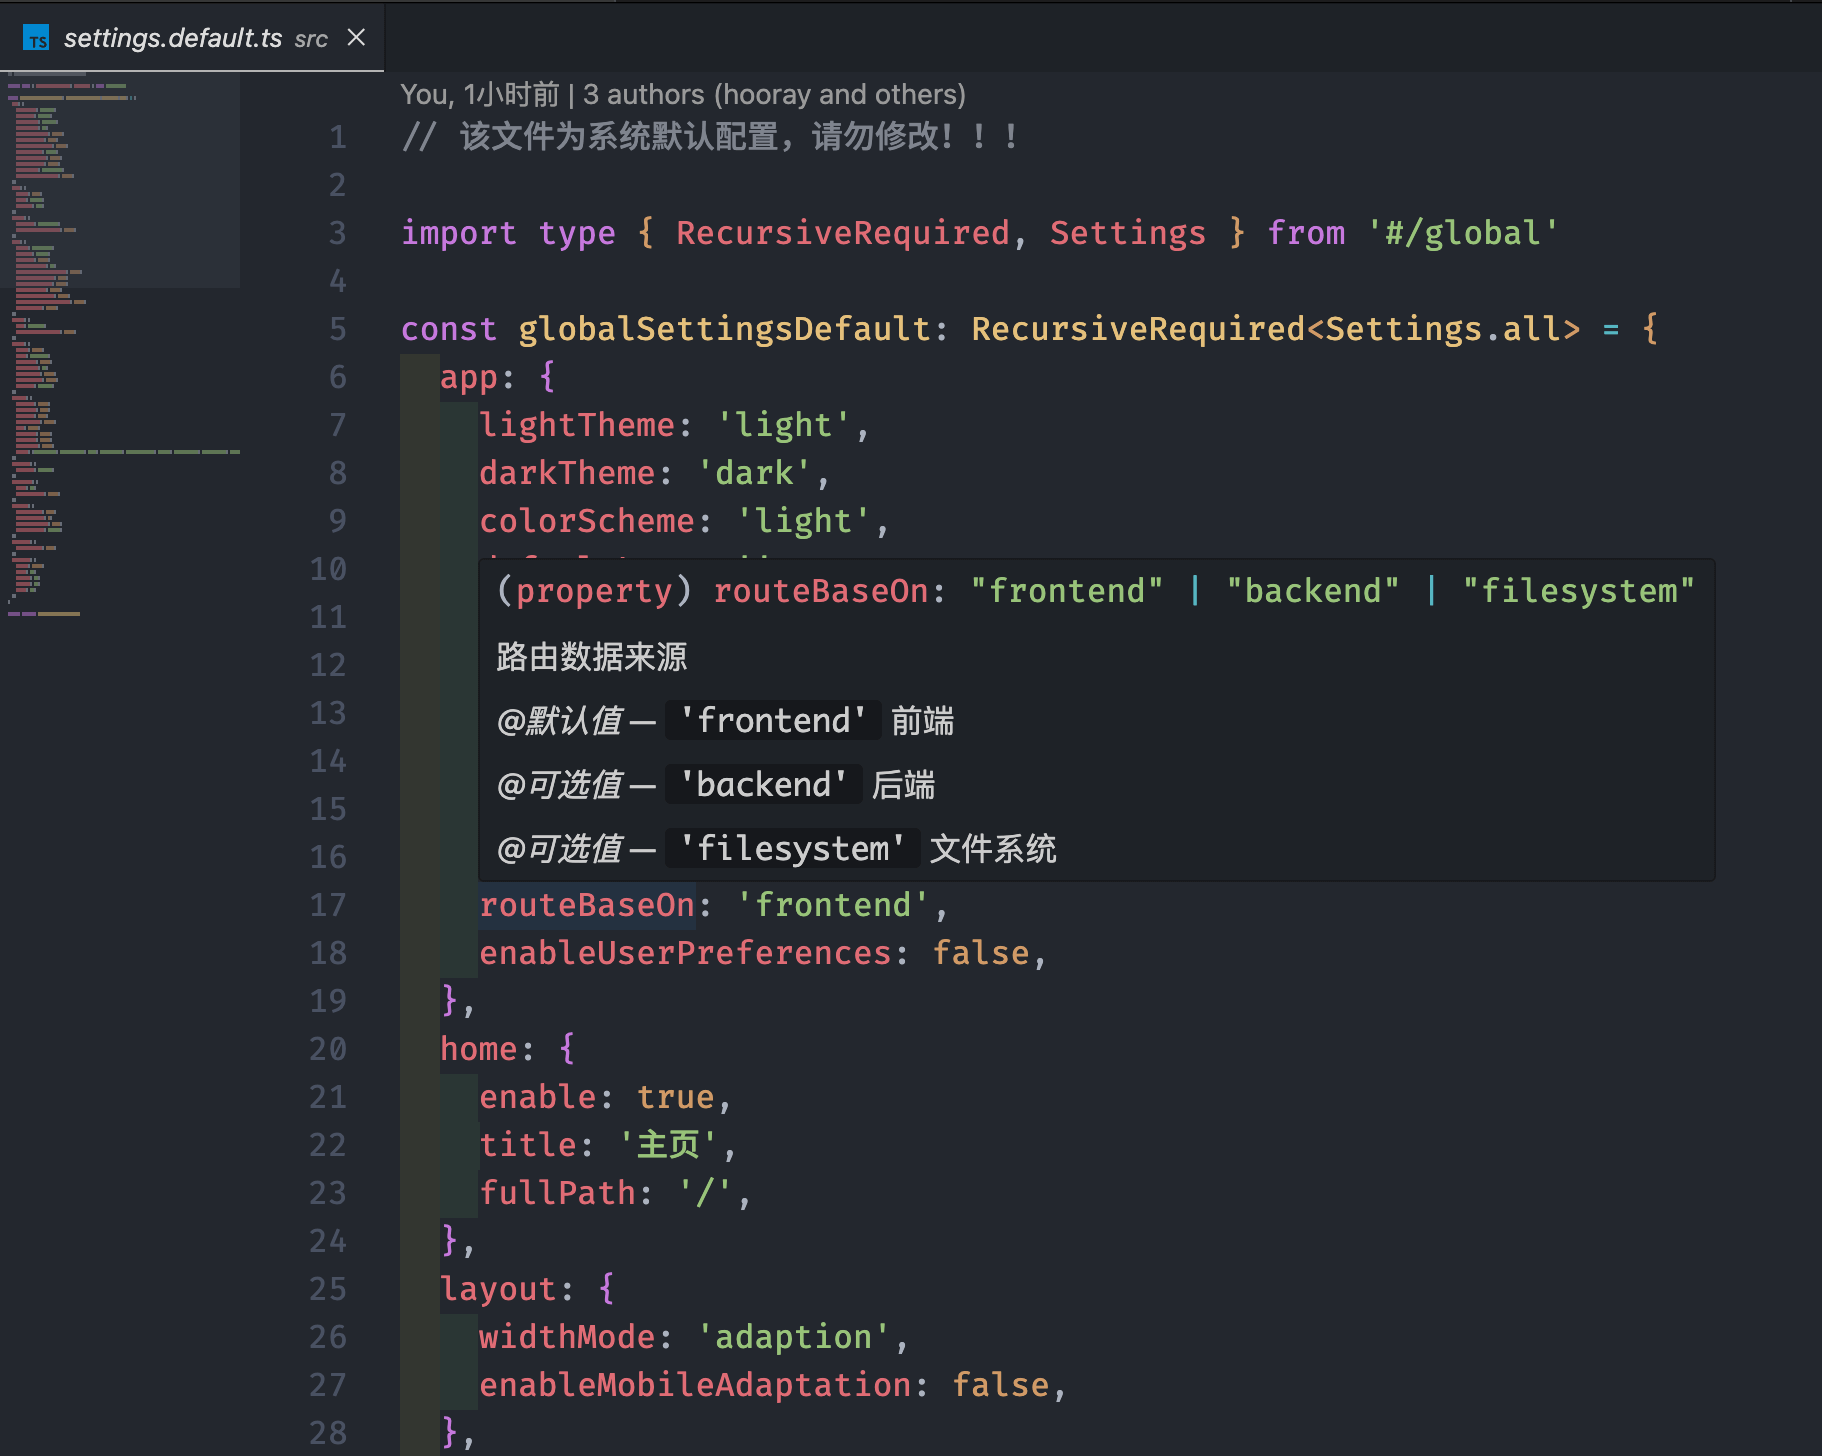 TS settings.default.ts src
You, 1小时前 | 3 authors (hooray and others)
1 // 该文件为系统默认配置，请勿修改！！！
2
3 import type { RecursiveRequired, Settings } from '#/global'
4
5 const globalSettingsDefault: RecursiveRequired<Settings.all> = {
6 app: {
7 lightTheme: 'light',
8 darkTheme: 'dark',
9 colorScheme: 'light',
10
(property) routeBaseOn: "frontend" | "backend" | "filesystem"
11
路由数据来源
12
@默认值 — 'frontend' 前端
13
14
@可选值 — 'backend' 后端
15
@可选值 — 'filesystem' 文件系统
16
17 routeBaseOn: 'frontend',
18 enableUserPreferences: false,
19 },
20 home: {
21 enable: true,
22 title: '主页',
23 fullPath: '/',
24 },
25 layout: {
26 widthMode: 'adaption',
27 enableMobileAdaptation: false,
28 },